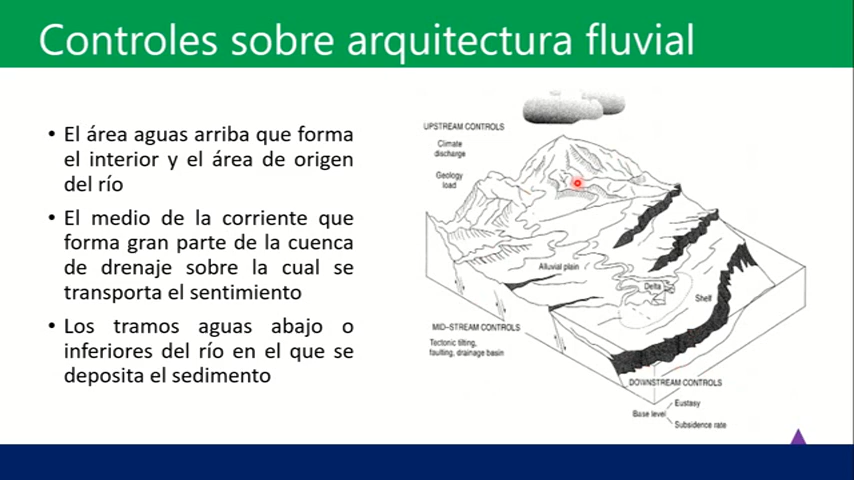 Controles sobre arquitectura fluvial
• El área aguas arriba que forma
el interior y el área de origen
del río
• El medio de la corriente que
forma gran parte de la cuenca
de drenaje sobre la cual se
transporta el sentimiento
• Los tramos aguas abajo o
inferiores del río en el que se
deposita el sedimento
UPSTREAM CONTROLS
Climate
discharge
Geology
load
Alluvial plain
Delta
Shelf
MID-STREAM CONTROLS
Tectonic tilting,
faulting, drainage basin
DOWNSTREAM CONTROLS
Base level
Eustasy
Subsidence rate